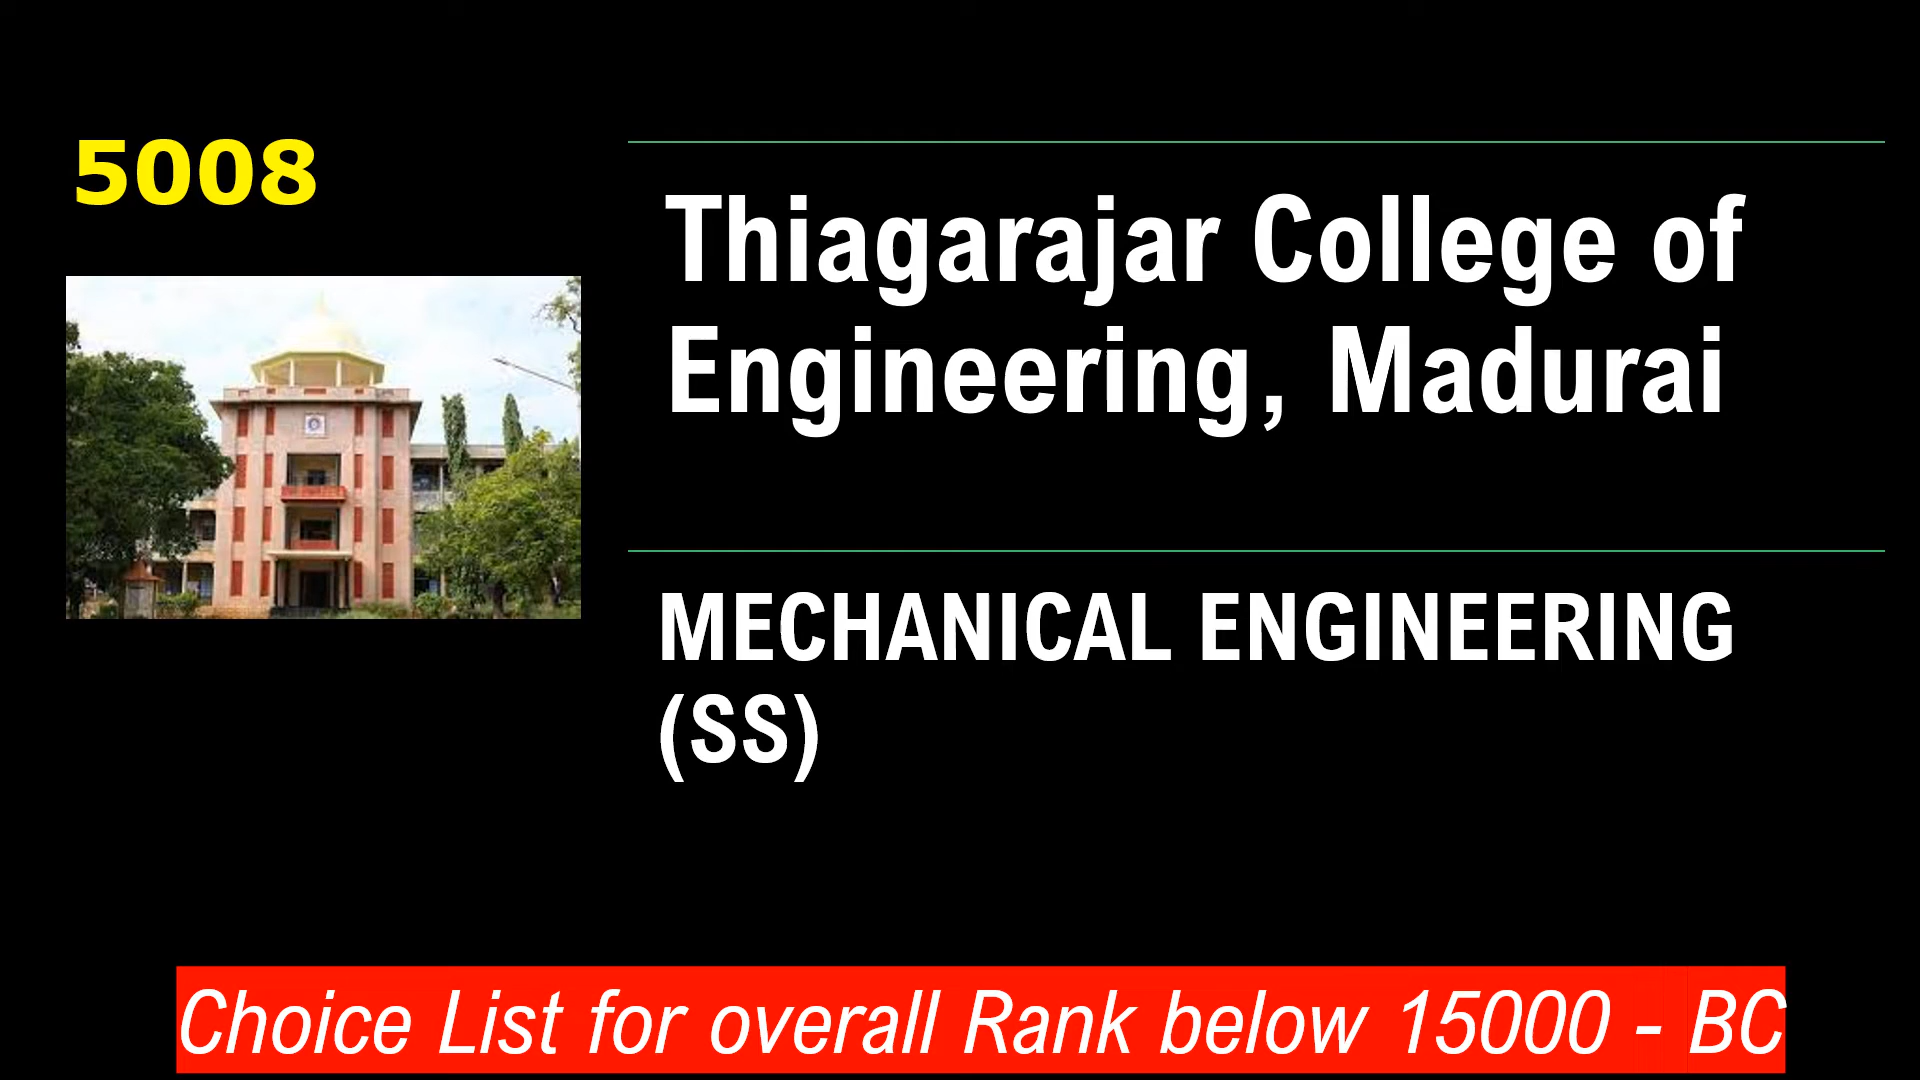 5008
Thiagarajar College of
Engineering, Madurai
MECHANICAL ENGINEERING
(SS)
Choice List for overall Rank below 15000 - BC